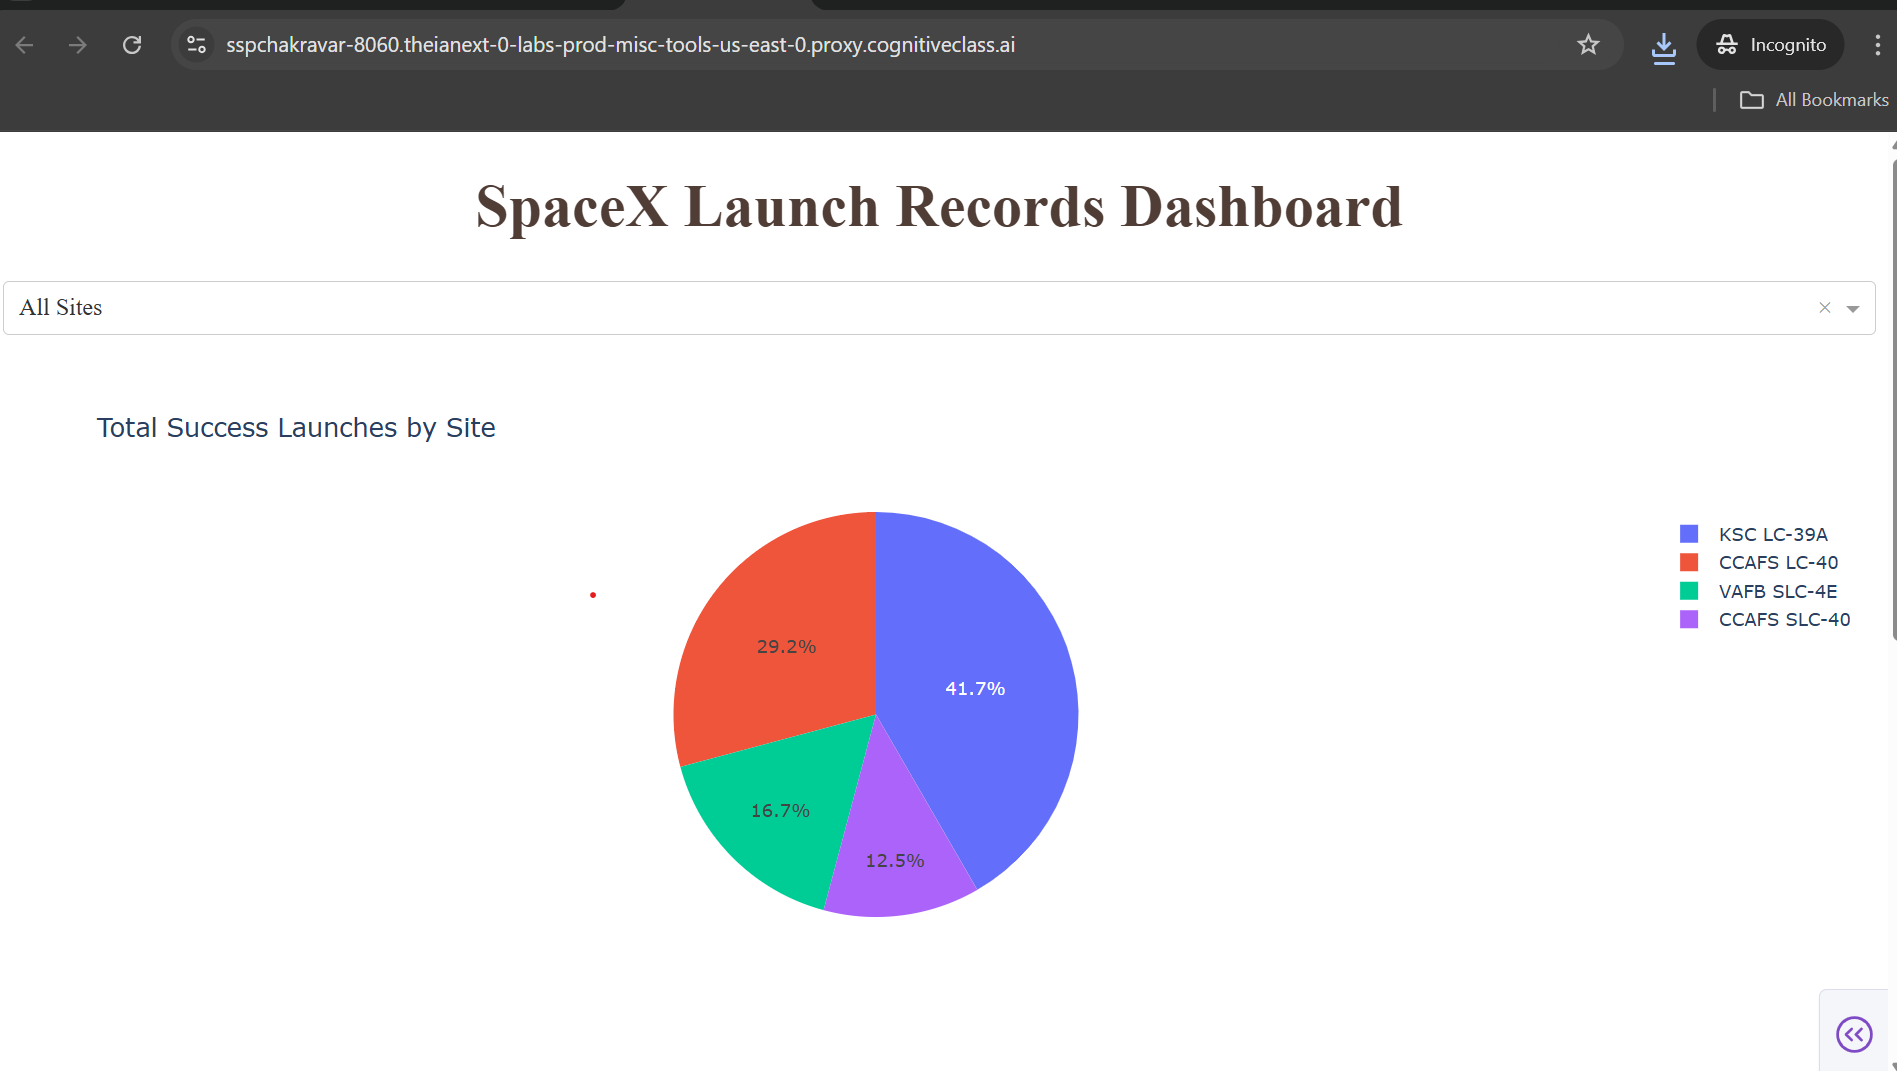 sspchakravar-8060.theianext-0-labs-prod-misc-tools-us-east-0.proxy.cognitiveclass.ai
Incognito
All Bookmarks
SpaceX Launch Records Dashboard
All Sites
Total Success Launches by Site
KSC LC-39A
CCAFS LC-40
VAFB SLC-4E
CCAFS SLC-40
29.2%
41.7%
16.7%
12.5%